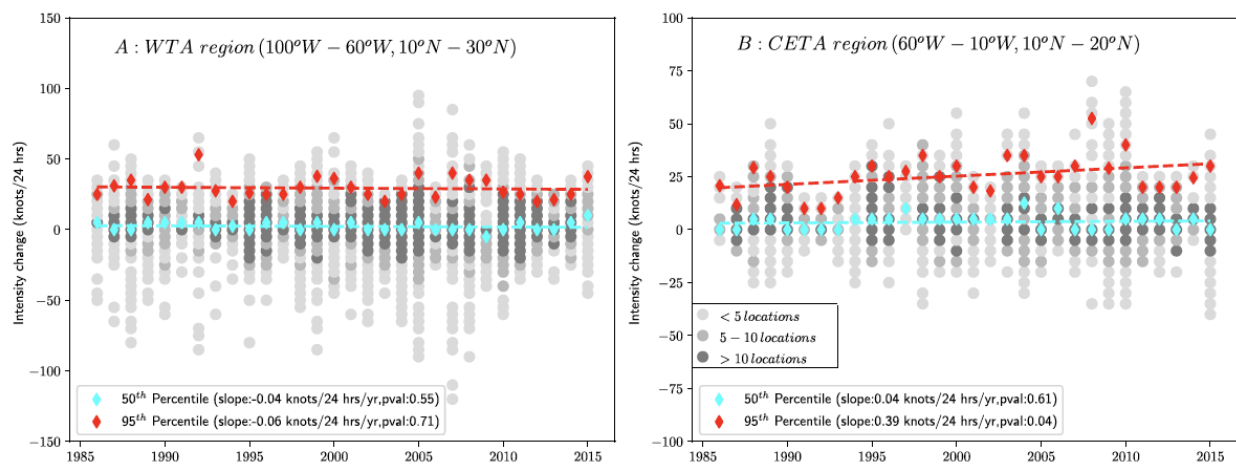 A : WTA region (100°W − 60°W, 10°N − 30°N)
Intensity change (knots/24 hrs)
150
100
50
0
−50
−100
−150
1985
1990
1995
2000
2005
2010
2015
50th Percentile (slope:-0.04 knots/24 hrs/yr,pval:0.55)
95th Percentile (slope:-0.06 knots/24 hrs/yr,pval:0.71)
B : CETA region (60°W − 10°W, 10°N − 20°N)
Intensity change (knots/24 hrs)
100
75
50
25
0
−25
−50
−75
−100
1985
1990
1995
2000
2005
2010
2015
< 5 locations
5 − 10 locations
> 10 locations
50th Percentile (slope:0.04 knots/24 hrs/yr,pval:0.61)
95th Percentile (slope:0.39 knots/24 hrs/yr,pval:0.04)